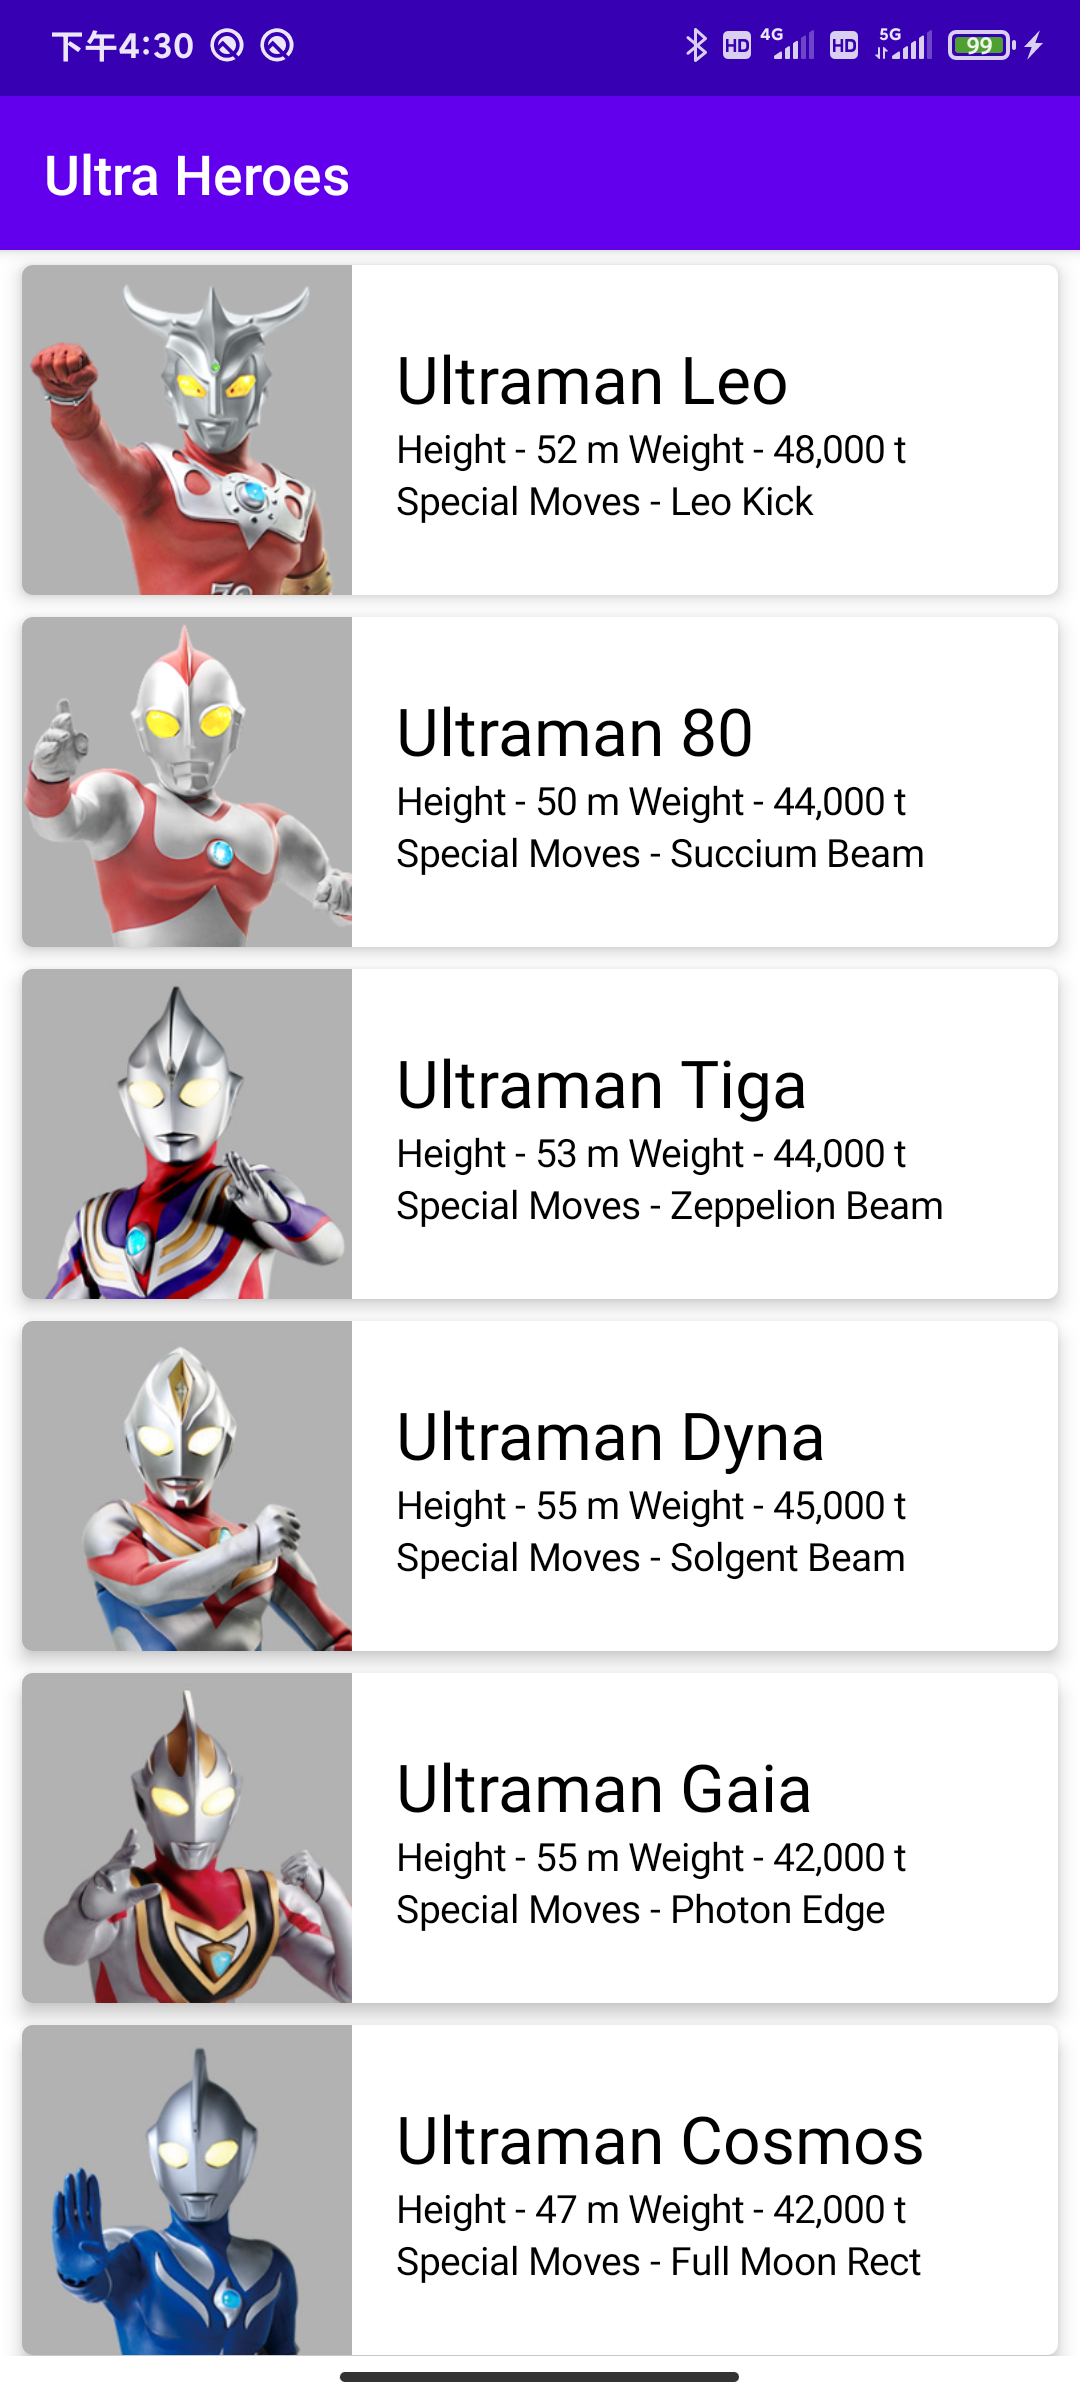 下午4:30 HD 4G HD 5G 99
Ultra Heroes
Ultraman Leo
Height - 52 m Weight - 48,000 t
Special Moves - Leo Kick
Ultraman 80
Height - 50 m Weight - 44,000 t
Special Moves - Succium Beam
Ultraman Tiga
Height - 53 m Weight - 44,000 t
Special Moves - Zeppelion Beam
Ultraman Dyna
Height - 55 m Weight - 45,000 t
Special Moves - Solgent Beam
Ultraman Gaia
Height - 55 m Weight - 42,000 t
Special Moves - Photon Edge
Ultraman Cosmos
Height - 47 m Weight - 42,000 t
Special Moves - Full Moon Rect